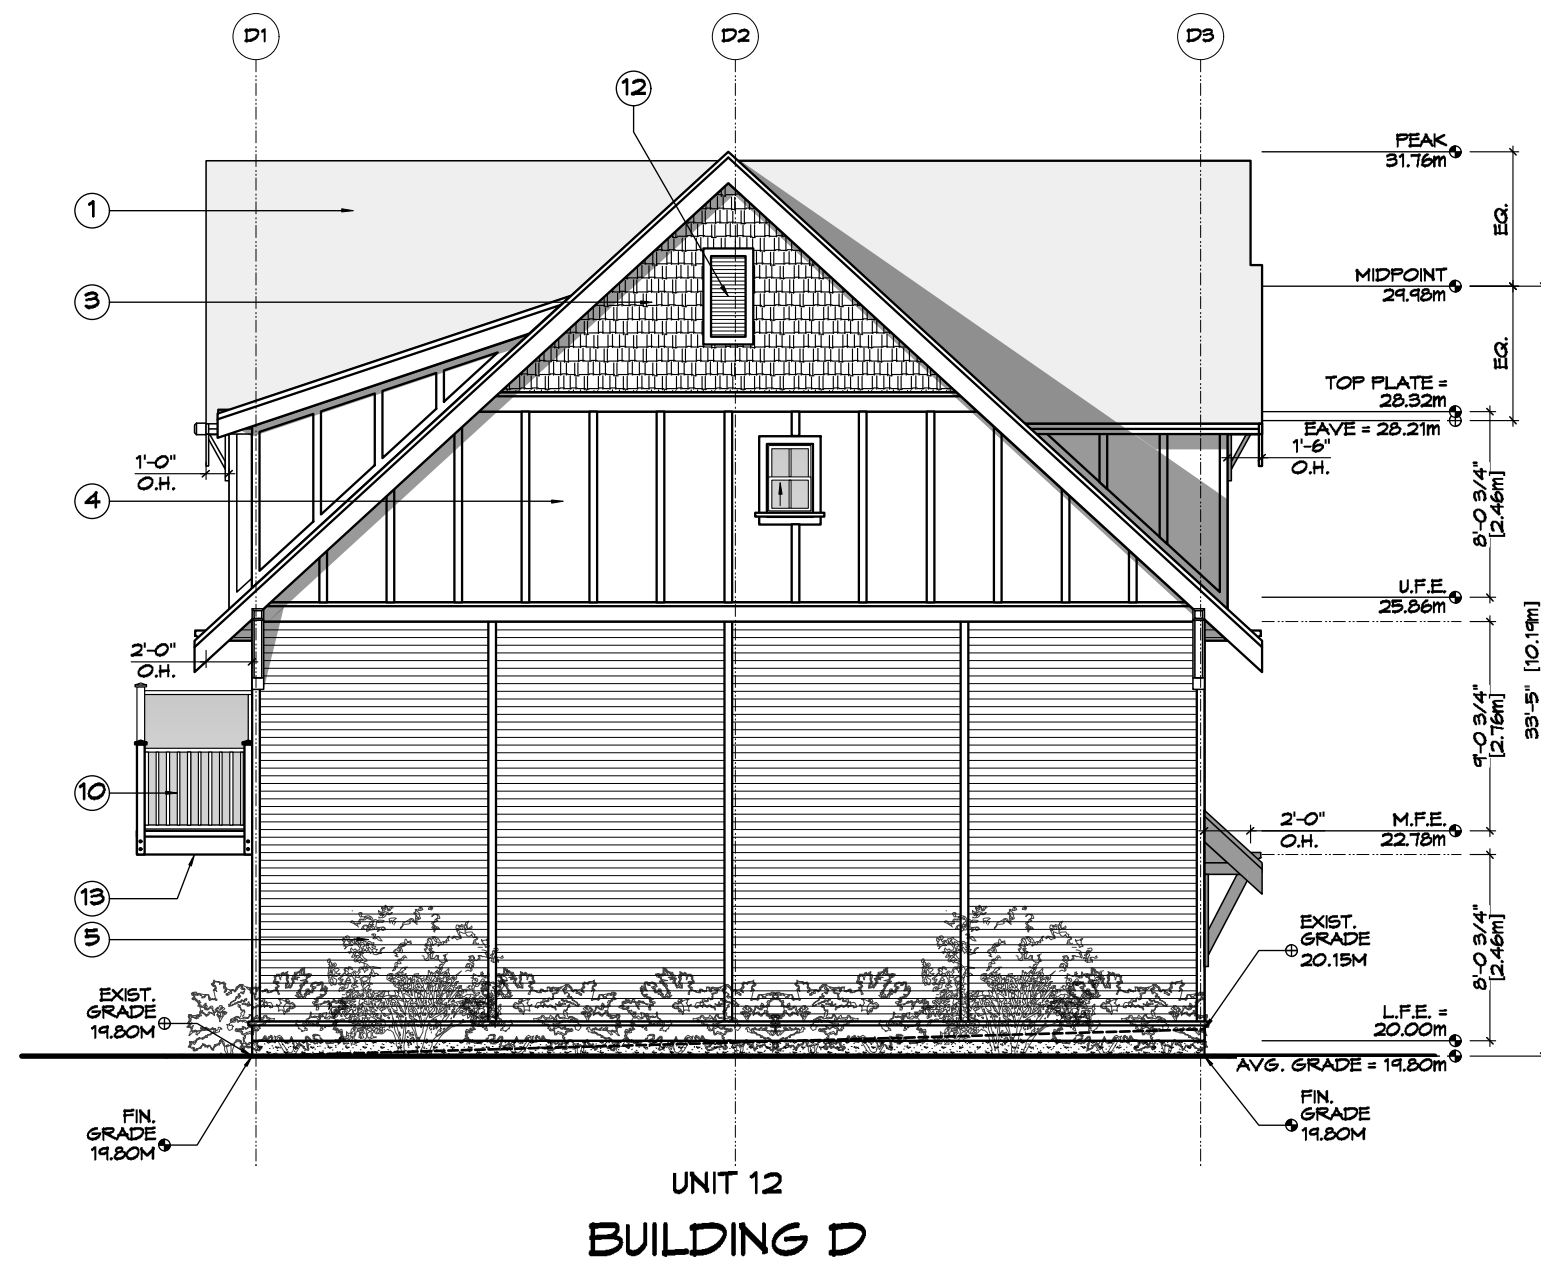 D1
D2
D3
12
1
3
4
10
13
5
PEAK
31.76m
EQ.
MIDPOINT
29.98m
EQ.
TOP PLATE =
28.32m
EAVE = 28.21m
1'-0"
O.H.
1'-6"
O.H.
8'-0 3/4"
[2.46m]
U.F.E.
25.86m
2'-0"
O.H.
33'-5" [10.19m]
9'-0 3/4"
[2.76m]
2'-0"
O.H.
M.F.E.
22.78m
8'-0 3/4"
[2.46m]
EXIST.
GRADE
20.15M
EXIST.
GRADE
19.80M
L.F.E. =
20.00m
AVG. GRADE = 19.80m
FIN.
GRADE
19.80M
FIN.
GRADE
19.80M
UNIT 12
BUILDING D